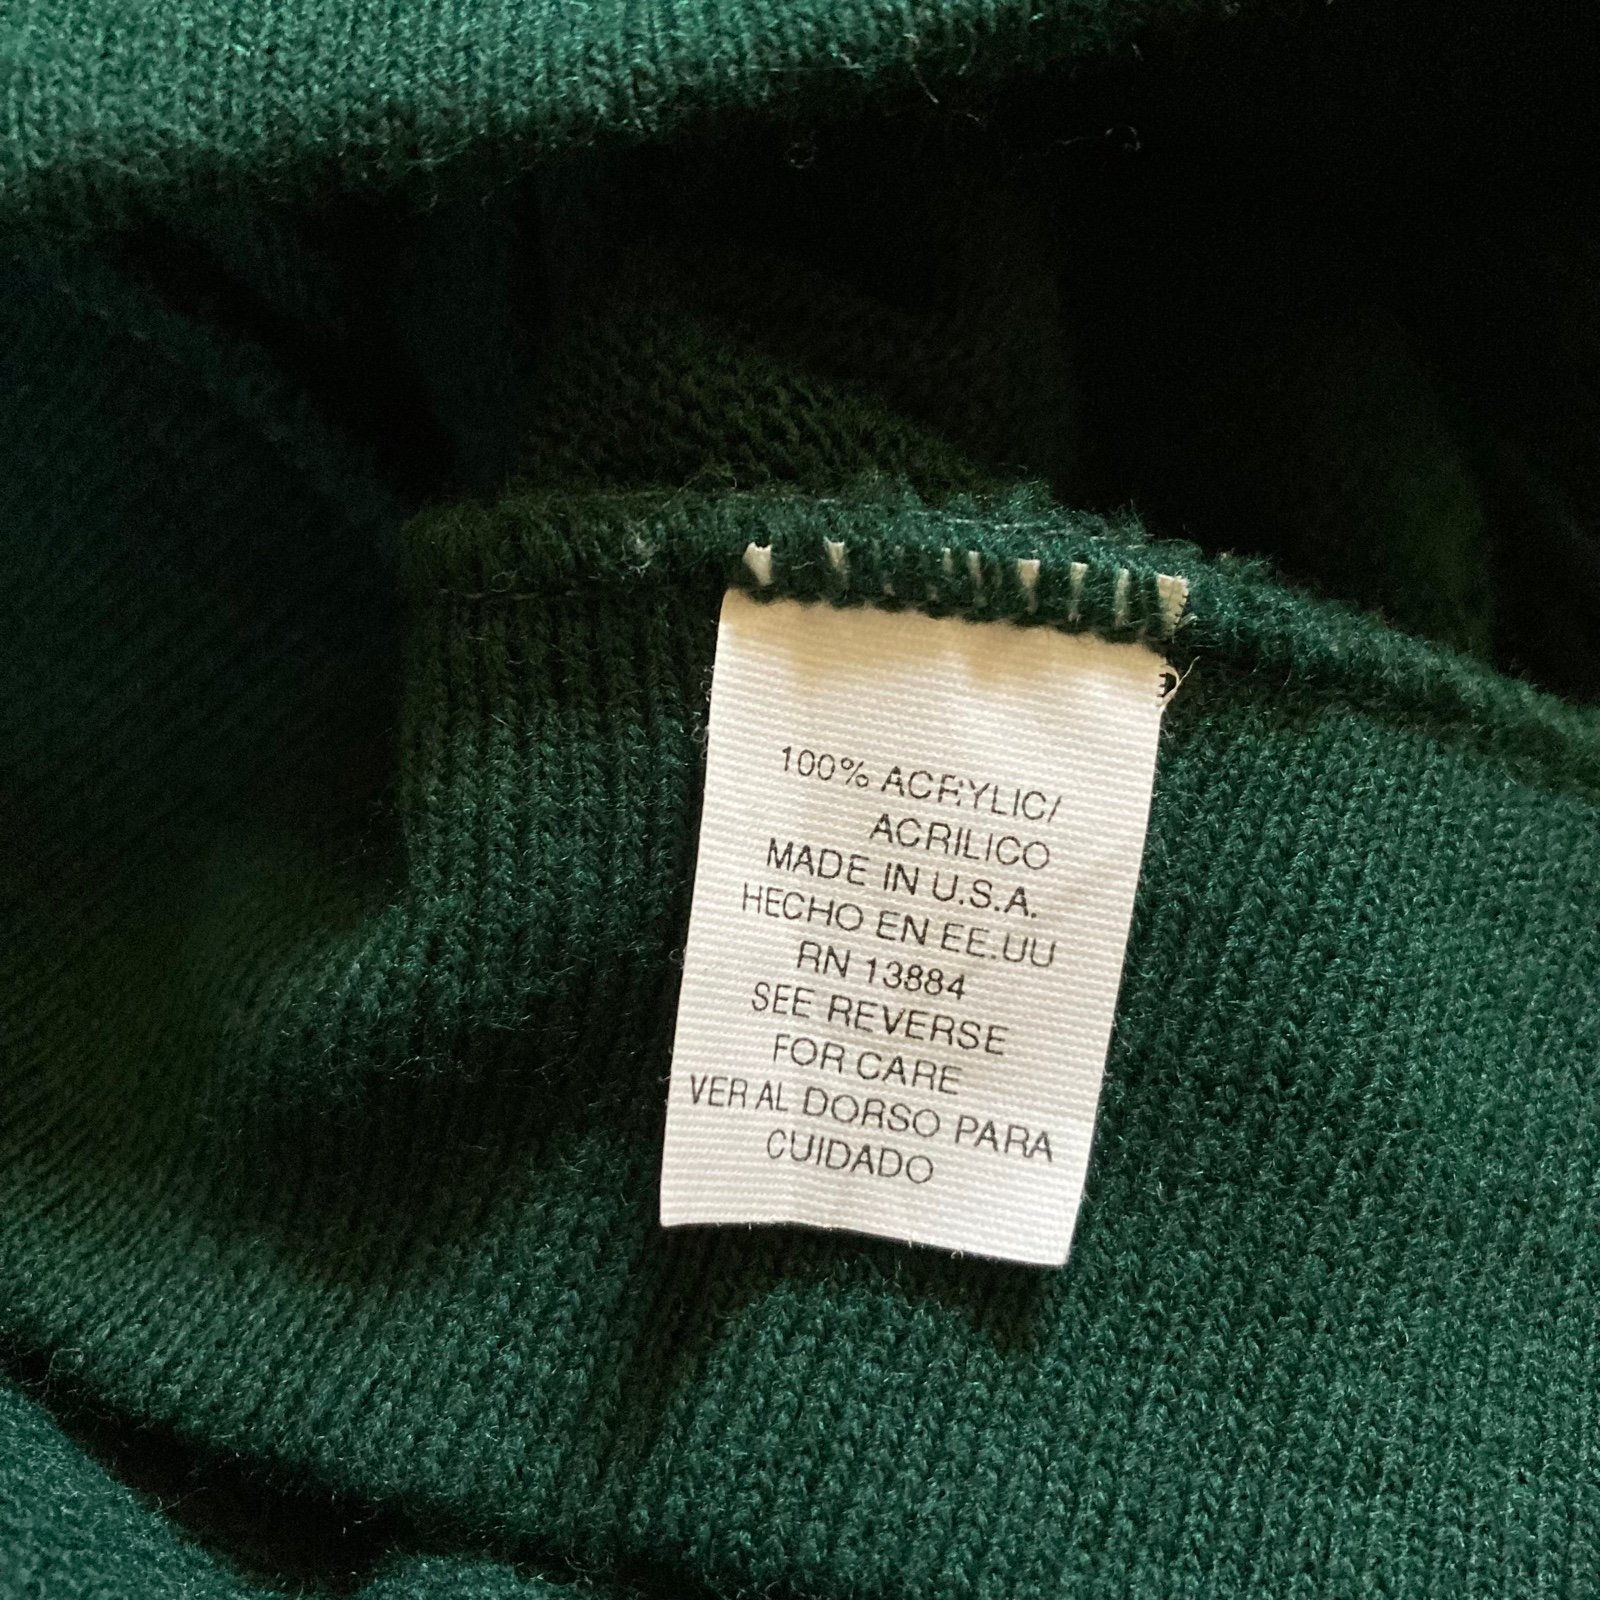 100% ACRYLIC/
ACRILICO
MADE IN U.S.A.
HECHO EN EE.UU
RN 13884
SEE REVERSE
FOR CARE
VER AL DORSO PARA
CUIDADO